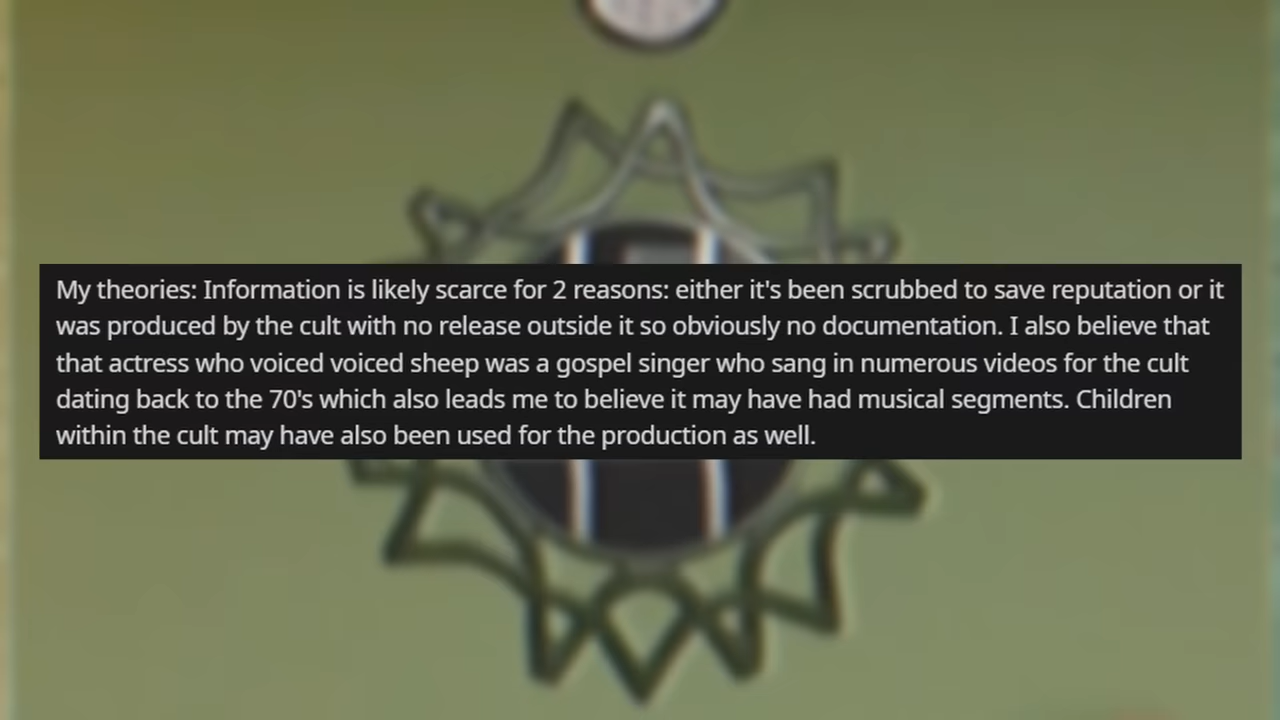 My theories: Information is likely scarce for 2 reasons: either it's been scrubbed to save reputation or it
was produced by the cult with no release outside it so obviously no documentation. I also believe that
that actress who voiced voiced sheep was a gospel singer who sang in numerous videos for the cult
dating back to the 70's which also leads me to believe it may have had musical segments. Children
within the cult may have also been used for the production as well.